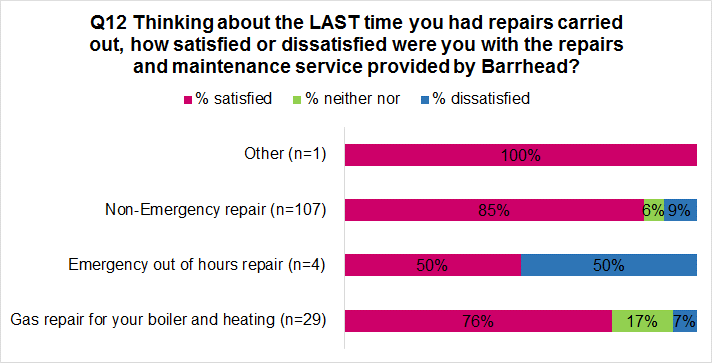 Q12 Thinking about the LAST time you had repairs carried
out, how satisfied or dissatisfied were you with the repairs
and maintenance service provided by Barrhead?
% satisfied % neither nor % dissatisfied
Other (n=1) 100%
Non-Emergency repair (n=107) 85% 6% 9%
Emergency out of hours repair (n=4) 50% 50%
Gas repair for your boiler and heating (n=29) 76% 17% 7%